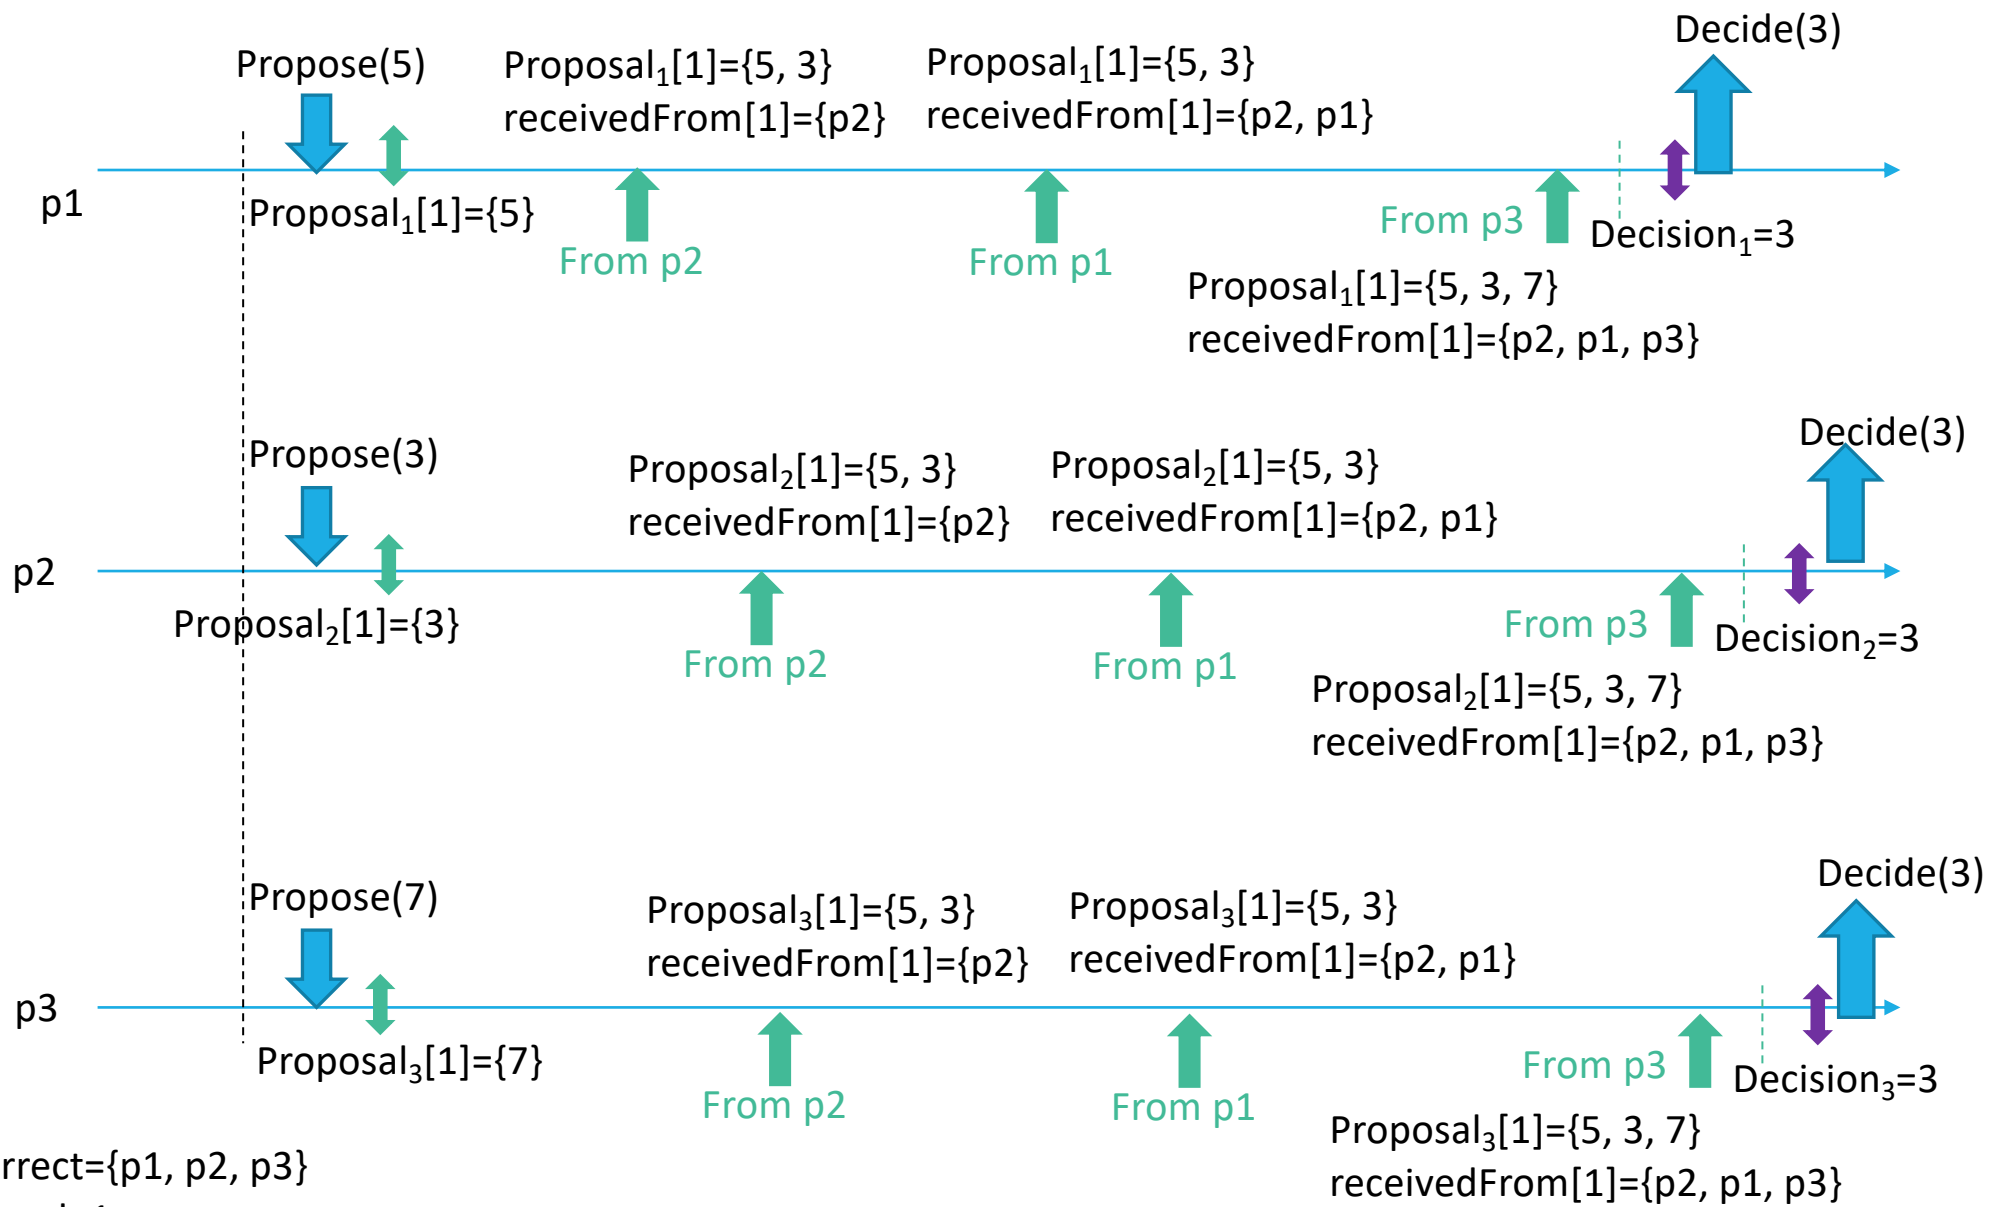 Decide(3)
Propose(5)
Proposal₁[1]={5, 3}
receivedFrom[1]={p2}
Proposal₁[1]={5, 3}
receivedFrom[1]={p2, p1}
p1
Proposal₁[1]={5}
From p2
From p1
From p3
Decision₁=3
Proposal₁[1]={5, 3, 7}
receivedFrom[1]={p2, p1, p3}
Decide(3)
Propose(3)
Proposal₂[1]={5, 3}
receivedFrom[1]={p2}
Proposal₂[1]={5, 3}
receivedFrom[1]={p2, p1}
p2
Proposal₂[1]={3}
From p2
From p1
From p3
Decision₂=3
Proposal₂[1]={5, 3, 7}
receivedFrom[1]={p2, p1, p3}
Decide(3)
Propose(7)
Proposal₃[1]={5, 3}
receivedFrom[1]={p2}
Proposal₃[1]={5, 3}
receivedFrom[1]={p2, p1}
p3
Proposal₃[1]={7}
From p2
From p1
From p3
Decision₃=3
Proposal₃[1]={5, 3, 7}
receivedFrom[1]={p2, p1, p3}
rrect={p1, p2, p3}